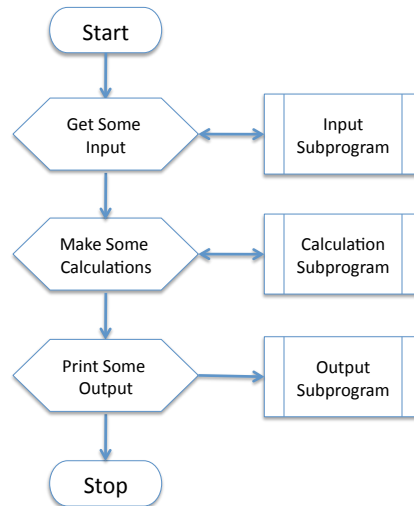 Start
Get Some
Input
Input
Subprogram
Make Some
Calculations
Calculation
Subprogram
Print Some
Output
Output
Subprogram
Stop